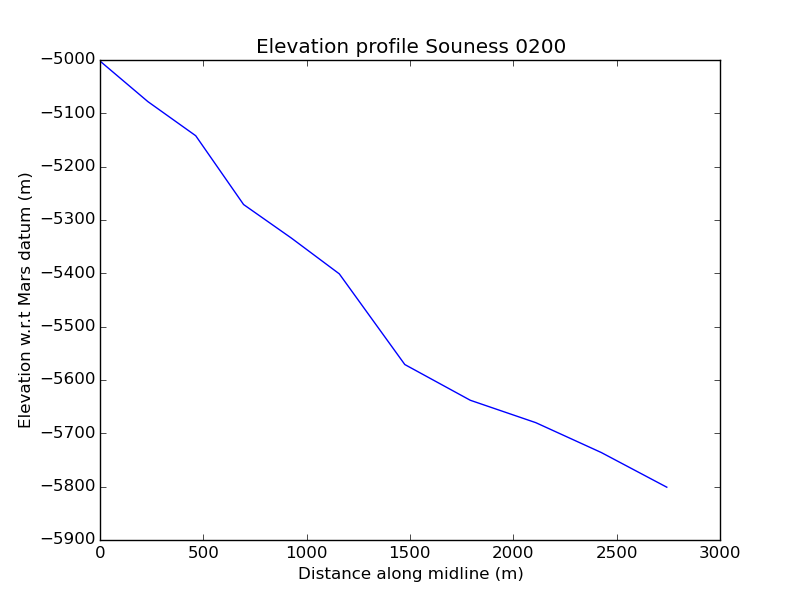 Elevation profile Souness 0200
Elevation w.r.t Mars datum (m)
−5000
−5100
−5200
−5300
−5400
−5500
−5600
−5700
−5800
−5900
0 500 1000 1500 2000 2500 3000
Distance along midline (m)